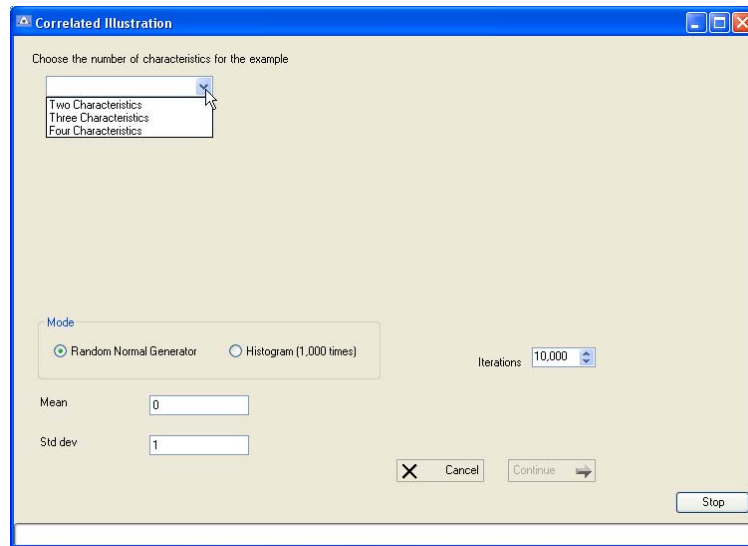 Correlated Illustration
Choose the number of characteristics for the example
Two Characteristics
Three Characteristics
Four Characteristics
Mode
Random Normal Generator
Histogram (1,000 times)
Iterations 10,000
Mean 0
Std dev 1
Cancel
Continue
Stop